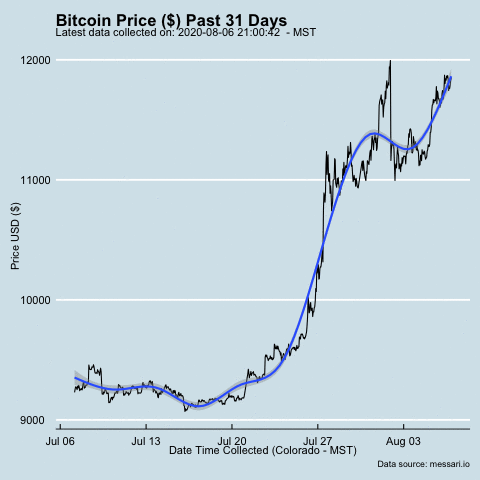 Bitcoin Price ($) Past 31 Days
Latest data collected on: 2020-08-06 21:00:42 - MST
Price USD ($)
12000
11000
10000
9000
Jul 06 Jul 13 Jul 20 Jul 27 Aug 03
Date Time Collected (Colorado - MST)
Data source: messari.io